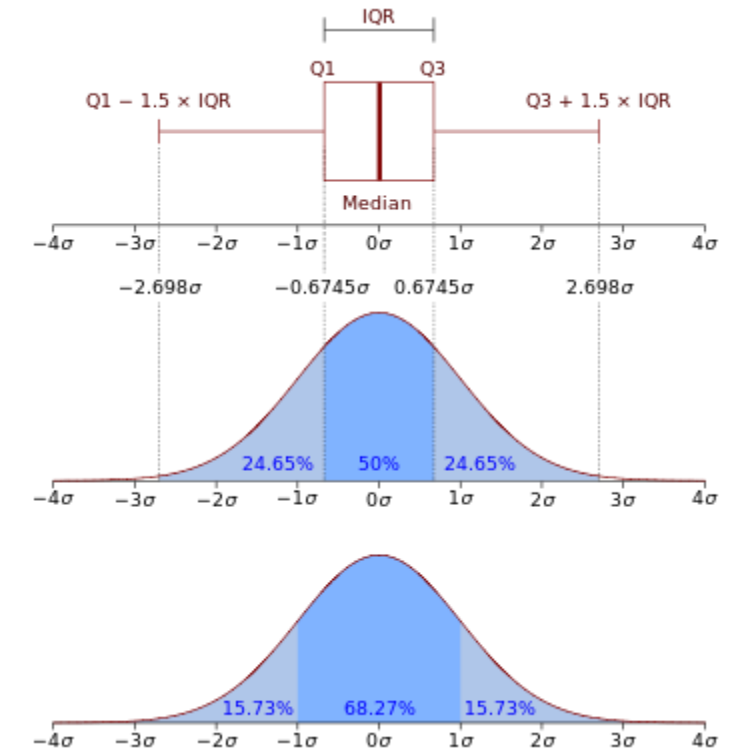 IQR
Q1 Q3
Q1 − 1.5 × IQR Q3 + 1.5 × IQR
Median
−4σ −3σ −2σ −1σ 0σ 1σ 2σ 3σ 4σ
−2.698σ −0.6745σ 0.6745σ 2.698σ
24.65% 50% 24.65%
−4σ −3σ −2σ −1σ 0σ 1σ 2σ 3σ 4σ
15.73% 68.27% 15.73%
−4σ −3σ −2σ −1σ 0σ 1σ 2σ 3σ 4σ